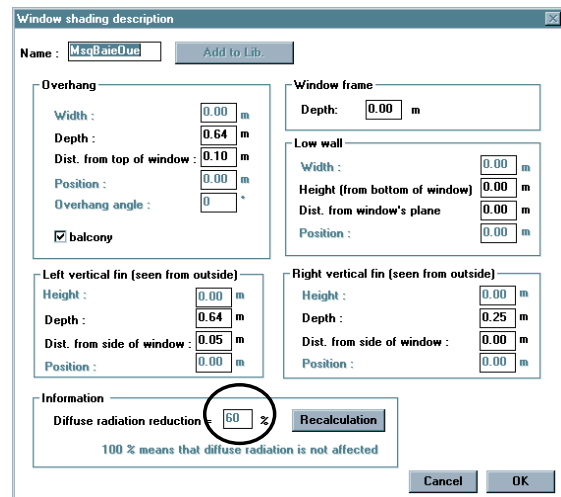 Window shading description
Name : MsqBaieOue Add to Lib.
Overhang
Width : 0.00 m
Depth : 0.64 m
Dist. from top of window : 0.10 m
Position : 0.00 m
Overhang angle : 0 °
balcony
Window frame
Depth: 0.00 m
Low wall
Width : 0.00 m
Height (from bottom of window) 0.00 m
Dist. from window's plane 0.00 m
Position : 0.00 m
Left vertical fin (seen from outside)
Height : 0.00 m
Depth : 0.64 m
Dist. from side of window : 0.05 m
Position : 0.00 m
Right vertical fin (seen from outside)
Height : 0.00 m
Depth : 0.25 m
Dist. from side of window : 0.00 m
Position : 0.00 m
Information
Diffuse radiation reduction = 60 % Recalculation
100 % means that diffuse radiation is not affected
Cancel OK